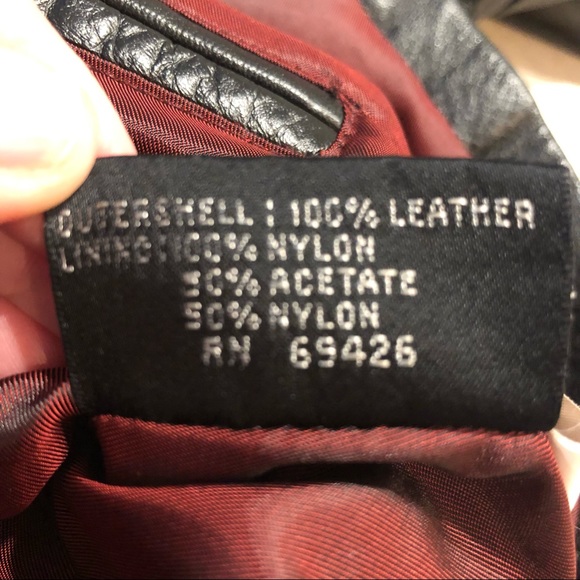 OUTERSHELL: 100% LEATHER
LINING: 100% NYLON
50% ACETATE
50% NYLON
RN 69426